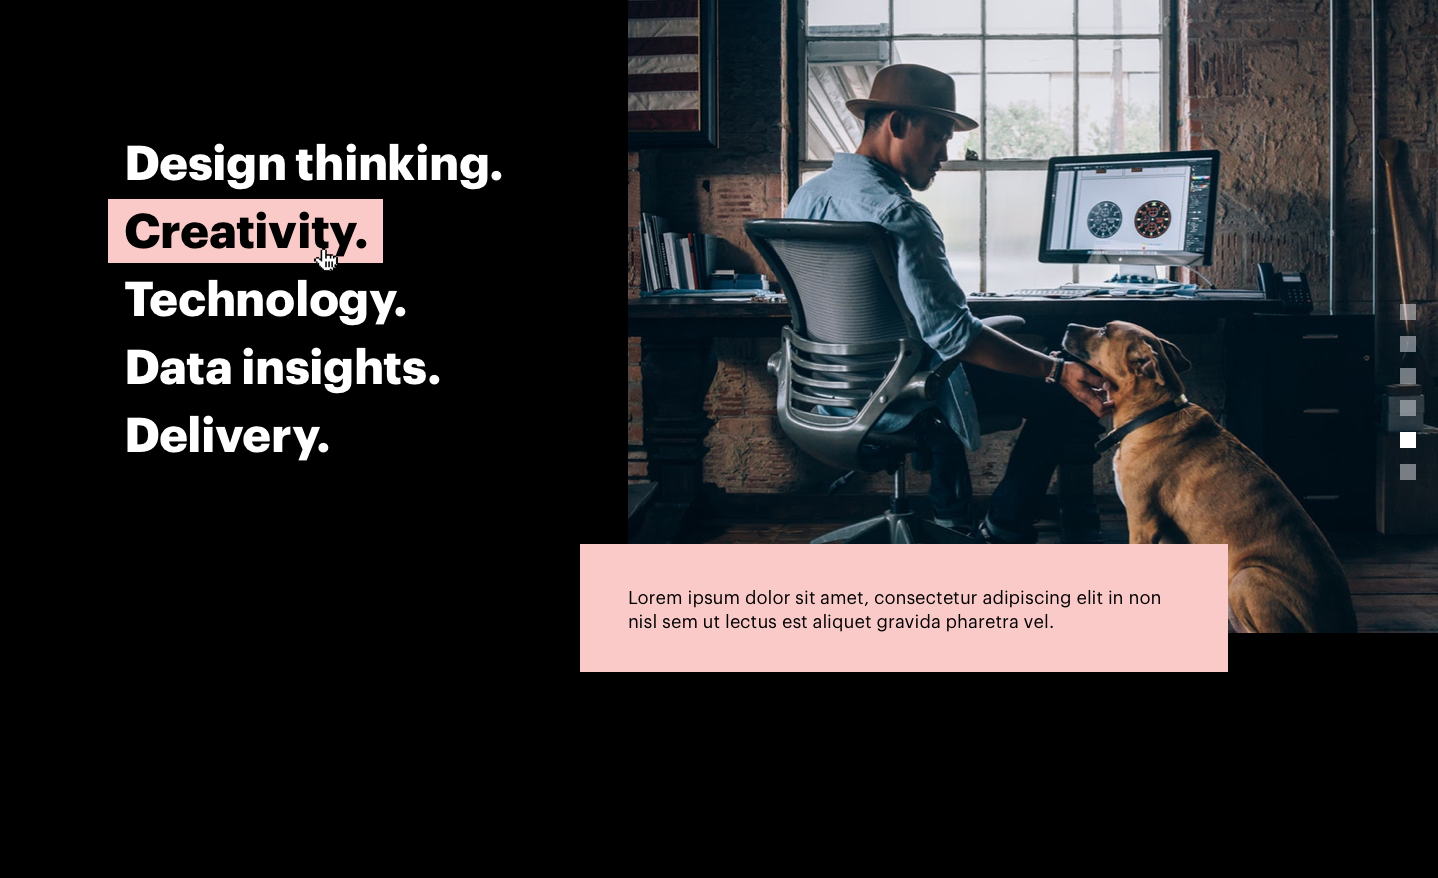 Design thinking.
Creativity.
Technology.
Data insights.
Delivery.
Lorem ipsum dolor sit amet, consectetur adipiscing elit in non
nisl sem ut lectus est aliquet gravida pharetra vel.